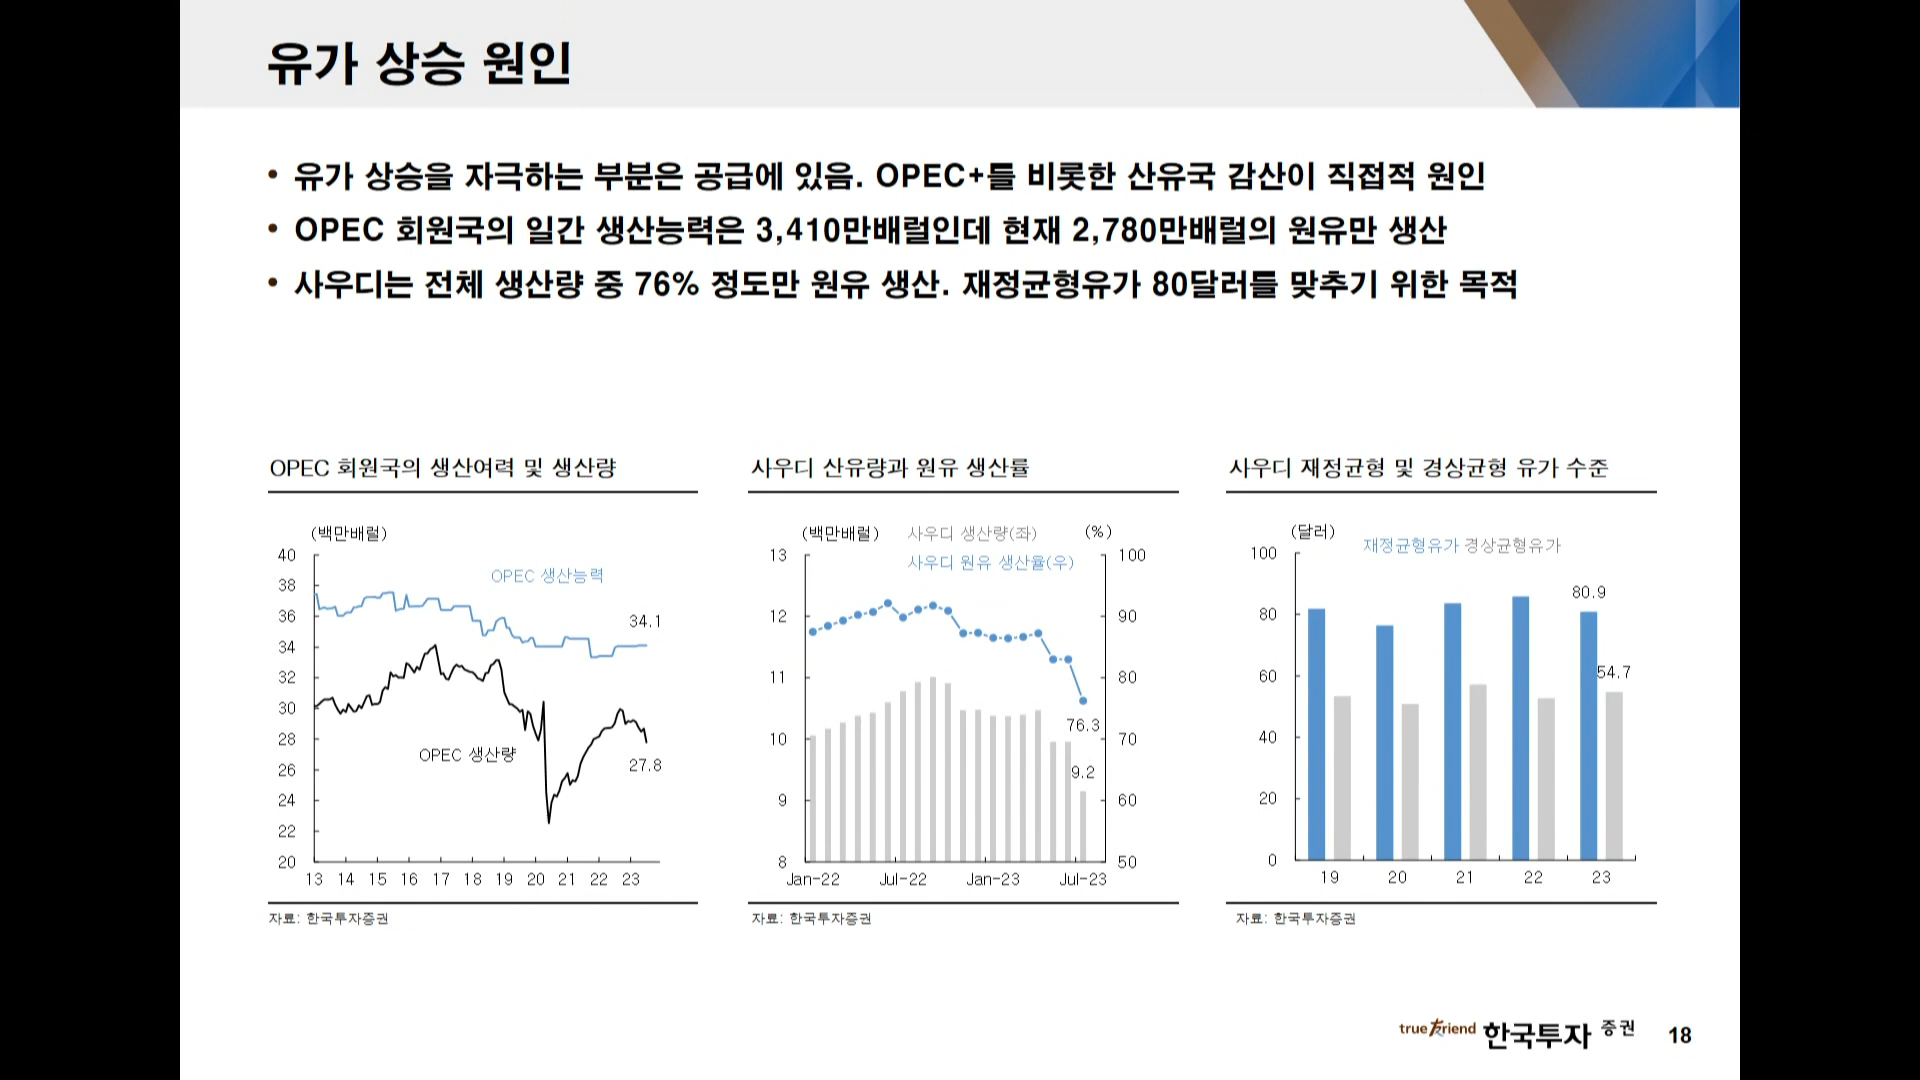 유가 상승 원인
• 유가 상승을 자극하는 부분은 공급에 있음. OPEC+를 비롯한 산유국 감산이 직접적 원인
• OPEC 회원국의 일간 생산능력은 3,410만배럴인데 현재 2,780만배럴의 원유만 생산
• 사우디는 전체 생산량 중 76% 정도만 원유 생산. 재정균형유가 80달러를 맞추기 위한 목적
OPEC 회원국의 생산여력 및 생산량
(백만배럴)
40
38
36
34
32
30
28
26
24
22
20
OPEC 생산능력
34.1
OPEC 생산량
27.8
13 14 15 16 17 18 19 20 21 22 23
자료: 한국투자증권
사우디 산유량과 원유 생산률
(백만배럴)
사우디 생산량(좌)
(%)
사우디 원유 생산율(우)
13
12
11
10
9
8
100
90
80
70
60
50
76.3
9.2
Jan-22 Jul-22 Jan-23 Jul-23
자료: 한국투자증권
사우디 재정균형 및 경상균형 유가 수준
(달러)
재정균형유가 경상균형유가
100
80
60
40
20
0
80.9
54.7
19 20 21 22 23
자료: 한국투자증권
true友riend 한국투자 증권 18